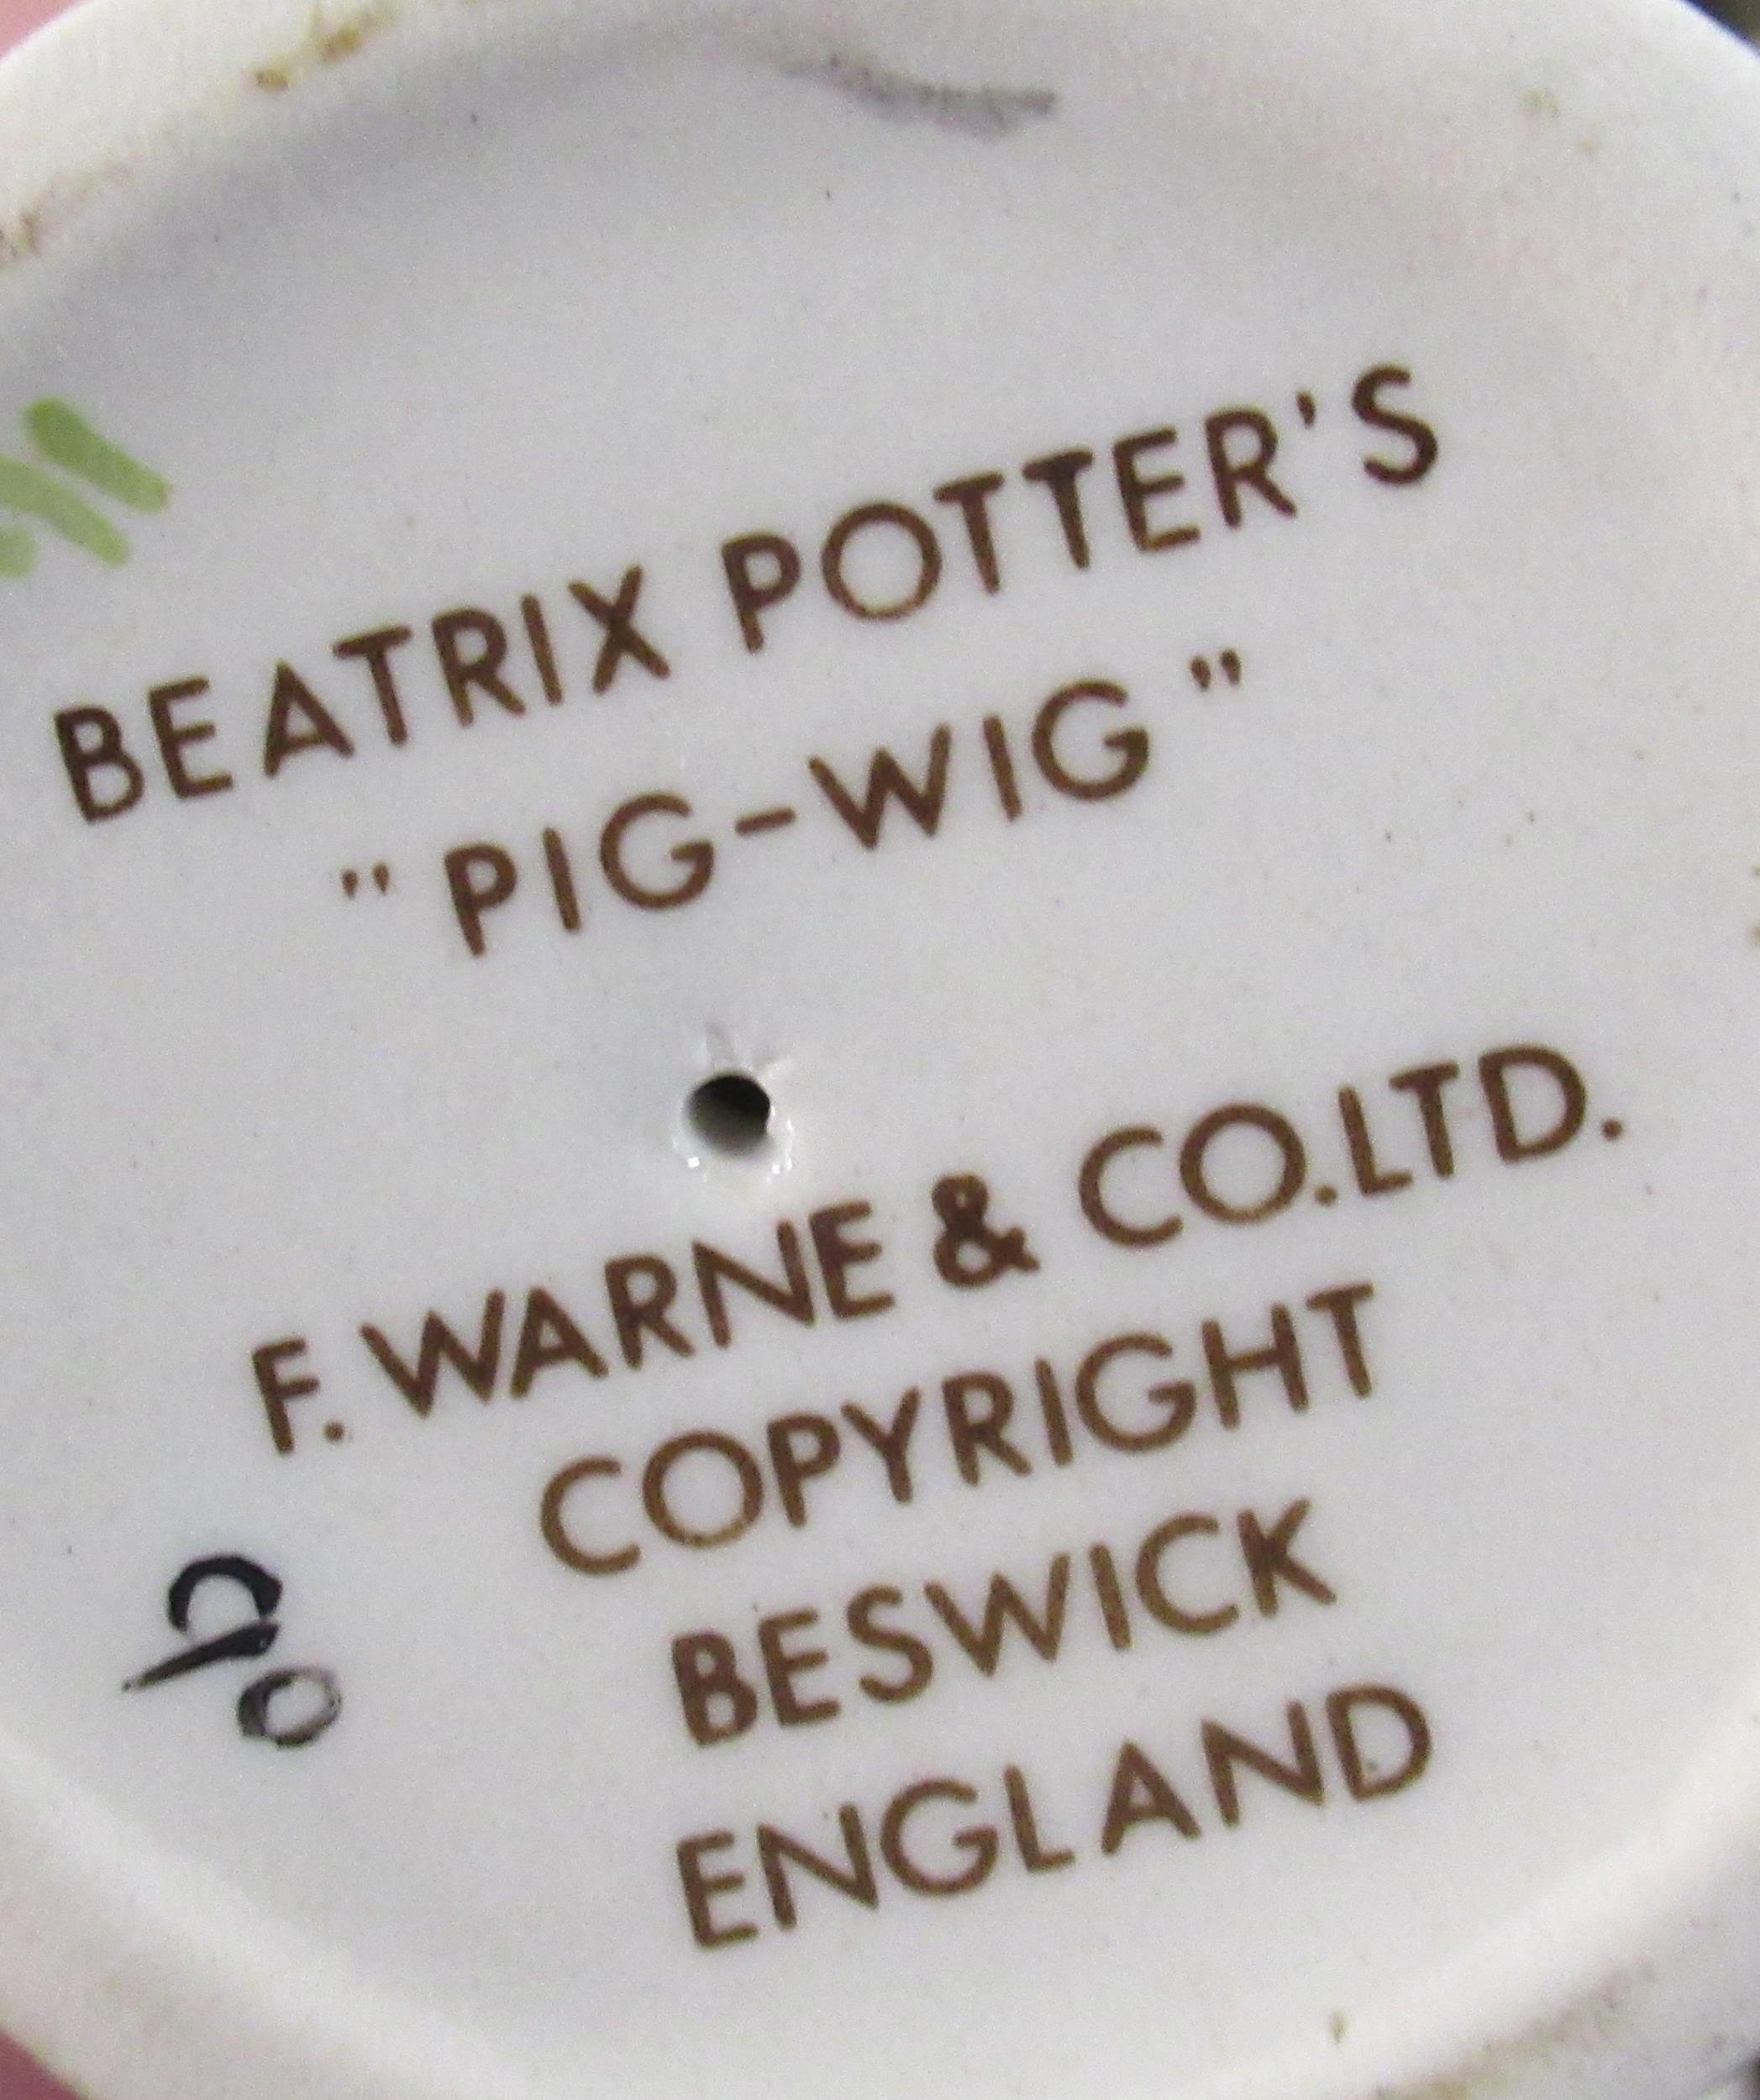 BEATRIX POTTER'S
"PIG-WIG"
F. WARNE & CO.LTD.
COPYRIGHT
BESWICK
ENGLAND